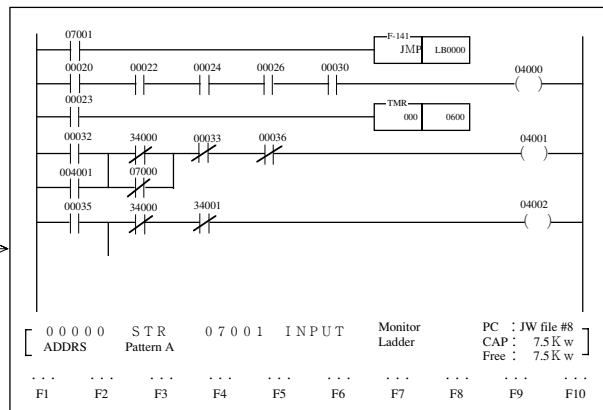 07001 F-141
JMP LB0000
00020 00022 00024 00026 00030 04000
00023 TMR
000 0600
00032 34000 00033 00036 04001
004001 07000
00035 34000 34001 04002
00000 STR 07001 INPUT Monitor PC : JW file #8
ADDRS Pattern A Ladder CAP : 7.5Kw
Free : 7.5Kw
... ... ... ... ... ... ... ... ... ...
F1 F2 F3 F4 F5 F6 F7 F8 F9 F10